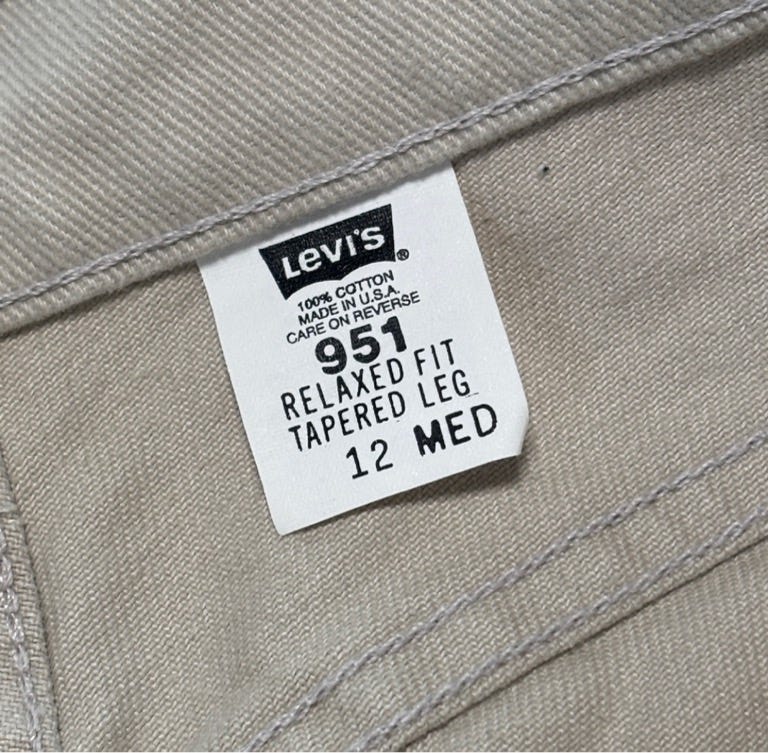 Levi's®
100% COTTON
MADE IN U.S.A.
CARE ON REVERSE
951
RELAXED FIT
TAPERED LEG
12 MED